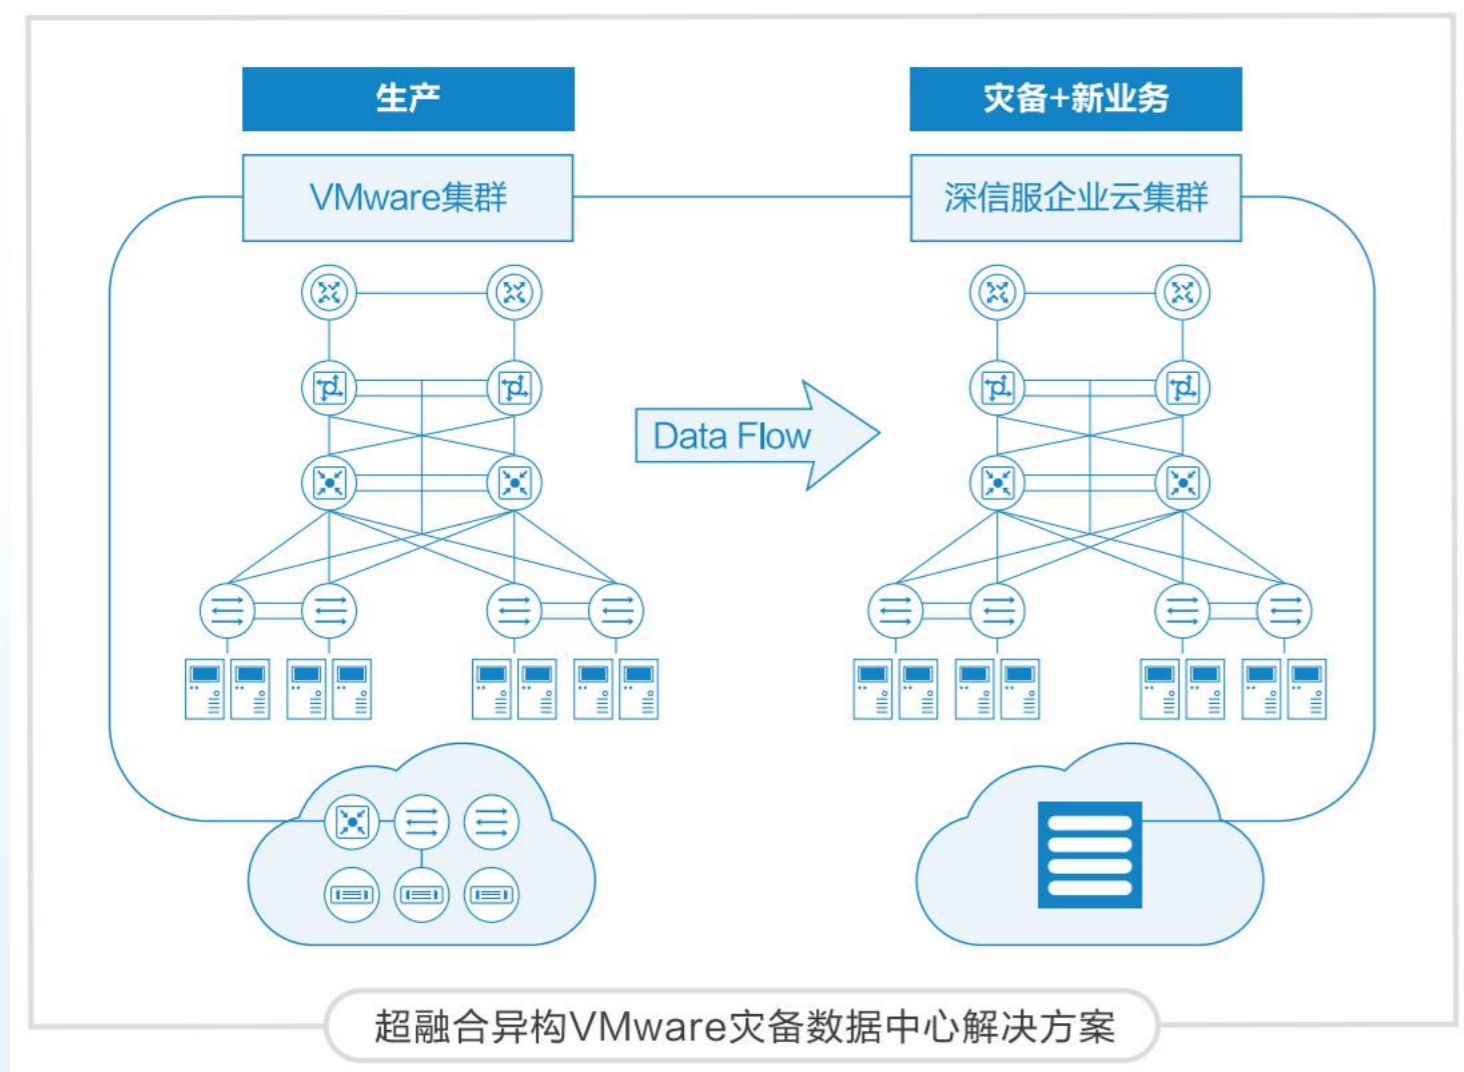 生产
灾备+新业务
VMware集群
深信服企业云集群
Data Flow
超融合异构VMware灾备数据中心解决方案